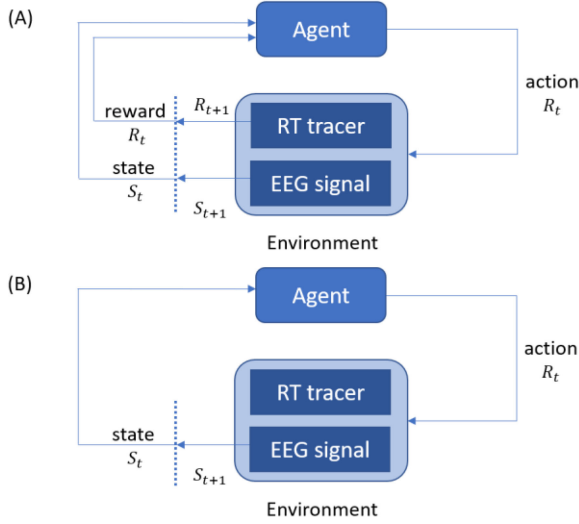 (A)
Agent
action
R_t
reward
R_t
R_{t+1}
RT tracer
state
S_t
S_{t+1}
EEG signal
Environment
(B)
Agent
action
R_t
RT tracer
state
S_t
S_{t+1}
EEG signal
Environment